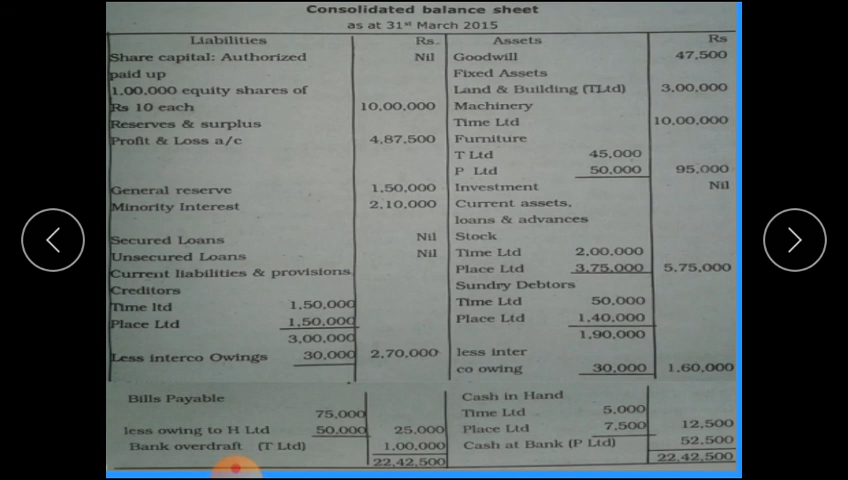 Consolidated balance sheet
as at 31st March 2015
Liabilities Rs. Assets Rs
Share capital: Authorized Nil Goodwill 47,500
paid up Fixed Assets
1,00,000 equity shares of Land & Building (TLtd) 3,00,000
Rs 10 each 10,00,000 Machinery
Reserves & surplus Time Ltd 10,00,000
Profit & Loss a/c 4,87,500 Furniture
T Ltd 45,000
P Ltd 50,000 95,000
General reserve 1,50,000 Investment Nil
Minority Interest 2,10,000 Current assets,
loans & advances
Secured Loans Nil Stock
Unsecured Loans Nil Time Ltd 2,00,000
Current liabilities & provisions Place Ltd 3,75,000 5,75,000
Creditors Sundry Debtors
Time ltd 1,50,000 Time Ltd 50,000
Place Ltd 1,50,000 Place Ltd 1,40,000
3,00,000 1,90,000
Less interco Owings 30,000 2,70,000 less inter
co owing 30,000 1,60,000
Bills Payable Cash in Hand
75,000 Time Ltd 5,000
less owing to H Ltd 50,000 25,000 Place Ltd 7,500 12,500
Bank overdraft (T Ltd) 1,00,000 Cash at Bank (P Ltd) 52,500
22,42,500 22,42,500